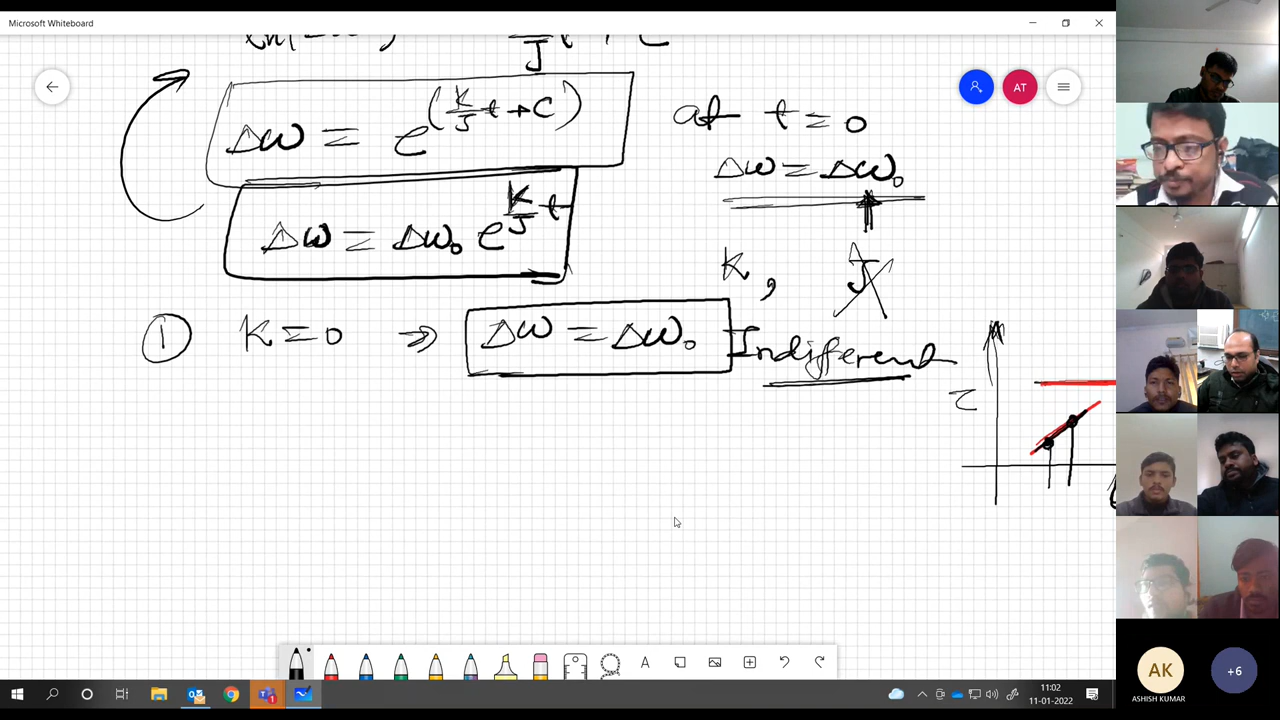 Microsoft Whiteboard
Δω = e^(K/J t + C)
at t = 0
Δω = Δω₀
AT
Δω = Δω₀ e^(K/J t)
K, J
① K = 0 ⇒ Δω = Δω₀ Indifferent
A
AK
+6
ASHISH KUMAR
11:02
11-01-2022